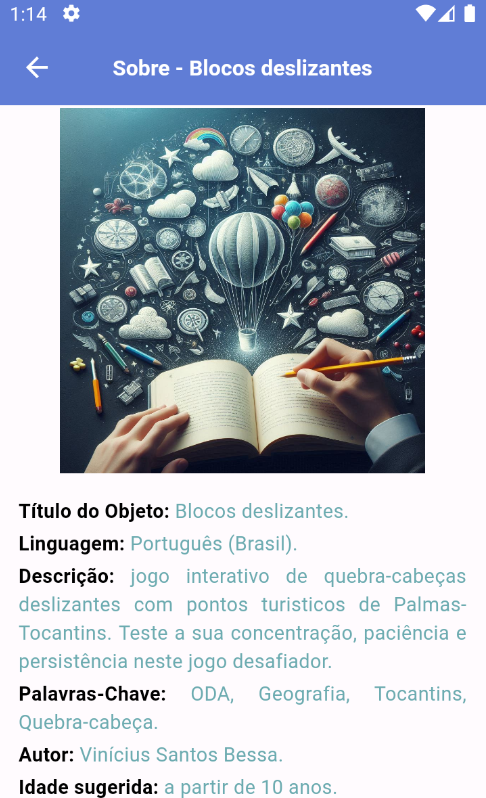 1:14
Sobre - Blocos deslizantes
Título do Objeto: Blocos deslizantes.
Linguagem: Português (Brasil).
Descrição: jogo interativo de quebra-cabeças
deslizantes com pontos turisticos de Palmas-
Tocantins. Teste a sua concentração, paciência e
persistência neste jogo desafiador.
Palavras-Chave: ODA, Geografia, Tocantins,
Quebra-cabeça.
Autor: Vinícius Santos Bessa.
Idade sugerida: a partir de 10 anos.